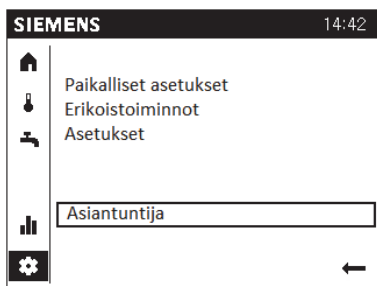 SIEMENS 14:42
Paikalliset asetukset
Erikoistoiminnot
Asetukset
Asiantuntija